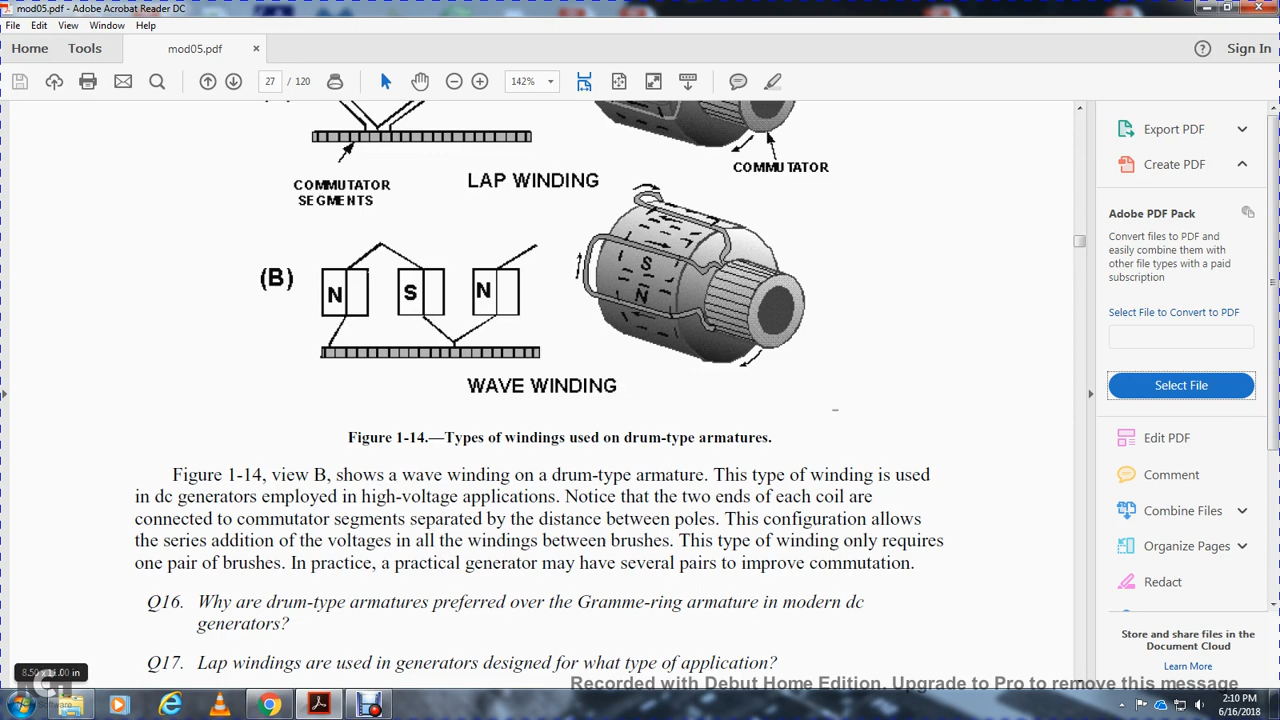 mod05.pdf - Adobe Acrobat Reader DC
File Edit View Window Help
Home Tools mod05.pdf × ? Sign In
27 / 120 142%
COMMUTATOR SEGMENTS
LAP WINDING
COMMUTATOR
(B)
N S N
S
N
WAVE WINDING
Figure 1-14.—Types of windings used on drum-type armatures.
Figure 1-14, view B, shows a wave winding on a drum-type armature. This type of winding is used
in dc generators employed in high-voltage applications. Notice that the two ends of each coil are
connected to commutator segments separated by the distance between poles. This configuration allows
the series addition of the voltages in all the windings between brushes. This type of winding only requires
one pair of brushes. In practice, a practical generator may have several pairs to improve commutation.
Q16. Why are drum-type armatures preferred over the Gramme-ring armature in modern dc
generators?
Q17. Lap windings are used in generators designed for what type of application?
8.50 x 11.00 in
Export PDF
Create PDF
Adobe PDF Pack
Convert files to PDF and
easily combine them with
other file types with a paid
subscription
Select File to Convert to PDF
Select File
Edit PDF
Comment
Combine Files
Organize Pages
Redact
Store and share files in the
Document Cloud
Learn More
Recorded with Debut Home Edition. Upgrade to Pro to remove this message
Software
2:10 PM
6/16/2018